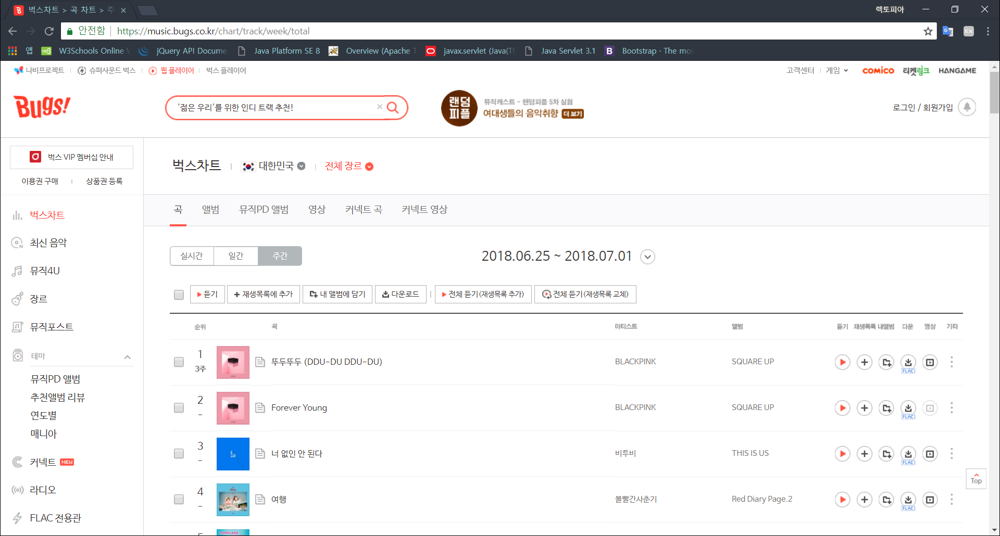 벅스차트 > 곡 차트 > 주
렉토피아
안전함 https://music.bugs.co.kr/chart/track/week/total
앱 W3Schools Online jQuery API Docume Java Platform SE 8 Overview (Apache javax.servlet (Java( Java Servlet 3.1 Bootstrap · The mos
나비프로젝트 슈퍼사운드 벅스 웹 플레이어 벅스 플레이어 고객센터 게임 COMICO 티켓링크 HANGAME
Bugs!
'젊은 우리'를 위한 인디 트랙 추천!
랜덤
피플
뮤직캐스트 - 랜덤피플 5차 실험
여대생들의 음악취향 더 보기
로그인 / 회원가입
벅스 VIP 멤버십 안내
이용권 구매 상품권 등록
벅스차트
최신 음악
뮤직4U
장르
뮤직포스트
테마
뮤직PD 앨범
추천앨범 리뷰
연도별
매니아
커넥트 NEW
라디오
FLAC 전용관
벅스차트 대한민국 전체 장르
곡 앨범 뮤직PD 앨범 영상 커넥트 곡 커넥트 영상
실시간 일간 주간
2018.06.25 ~ 2018.07.01
듣기 + 재생목록에 추가 내 앨범에 담기 다운로드 전체 듣기(재생목록 추가) 전체 듣기(재생목록 교체)
순위 곡 아티스트 앨범 듣기 재생목록 내앨범 다운 영상 기타
1 3주 뚜두뚜두 (DDU-DU DDU-DU) BLACKPINK SQUARE UP FLAC
2 - Forever Young BLACKPINK SQUARE UP FLAC
3 - 너 없인 안 된다 비투비 THIS IS US FLAC
4 - 여행 볼빨간사춘기 Red Diary Page.2 FLAC
5
Top